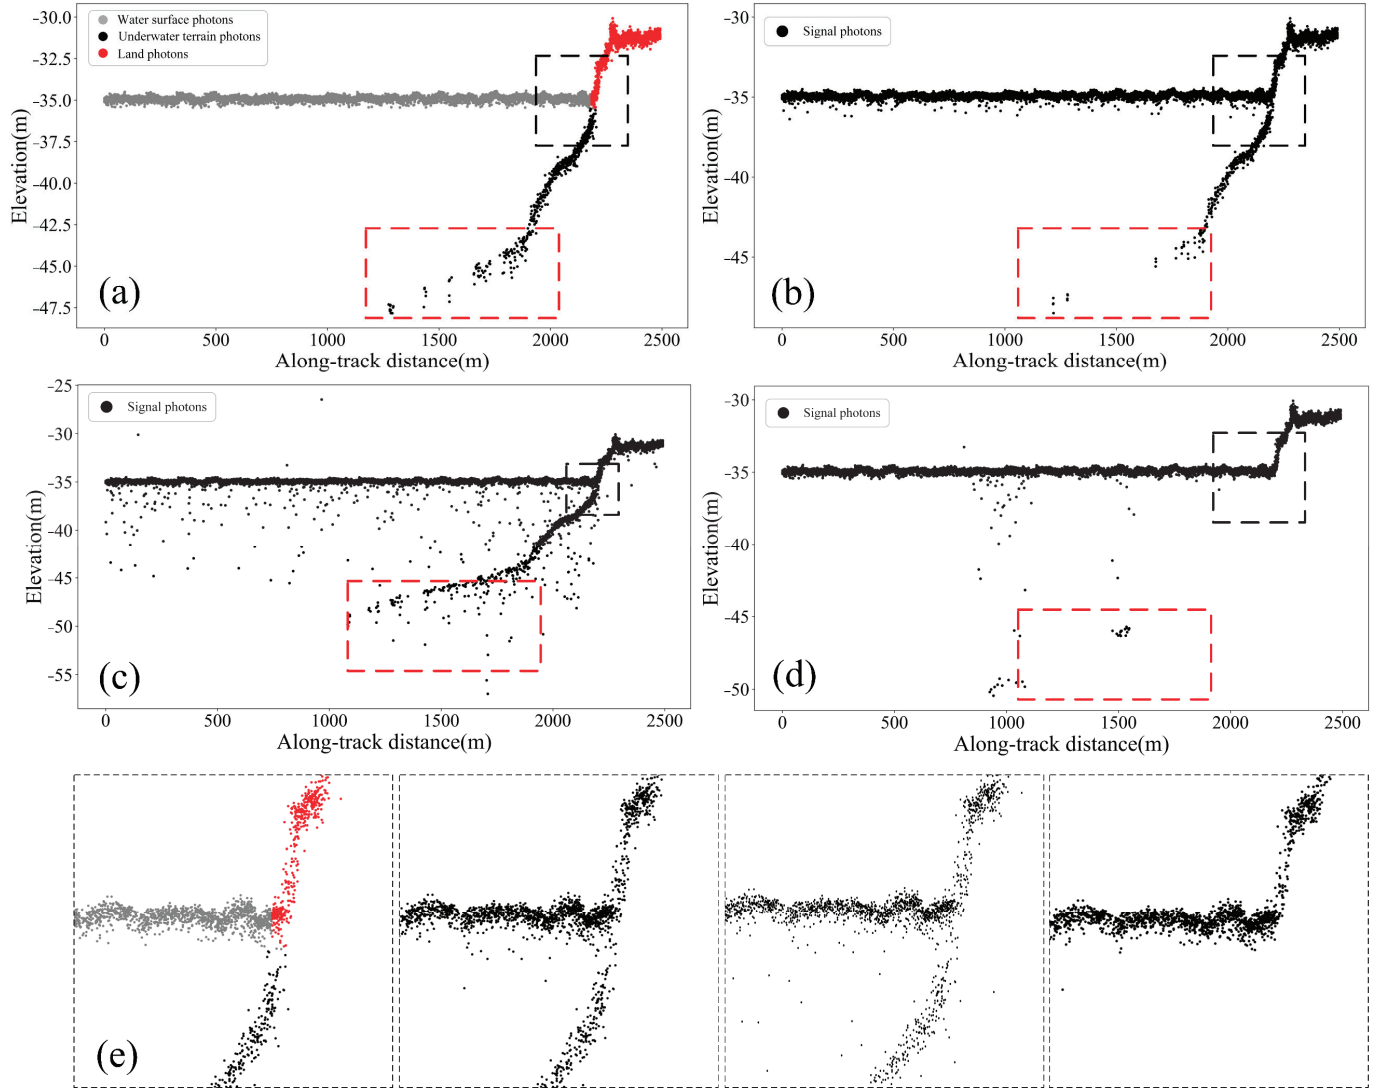 Water surface photons
Underwater terrain photons
Land photons
−30.0
−32.5
−35.0
−37.5
−40.0
−42.5
−45.0
−47.5
Elevation(m)
(a)
0 500 1000 1500 2000 2500
Along-track distance(m)
Signal photons
−30
−35
−40
−45
Elevation(m)
(b)
0 500 1000 1500 2000 2500
Along-track distance(m)
Signal photons
−25
−30
−35
−40
−45
−50
−55
Elevation(m)
(c)
0 500 1000 1500 2000 2500
Along-track distance(m)
Signal photons
−30
−35
−40
−45
−50
Elevation(m)
(d)
0 500 1000 1500 2000 2500
Along-track distance(m)
(e)